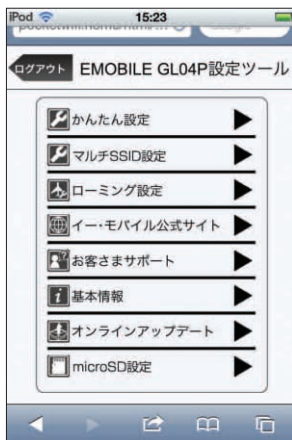 iPod 15:23
ログアウト EMOBILE GL04P設定ツール
かんたん設定
マルチSSID設定
ローミング設定
イー・モバイル公式サイト
お客さまサポート
基本情報
オンラインアップデート
microSD設定